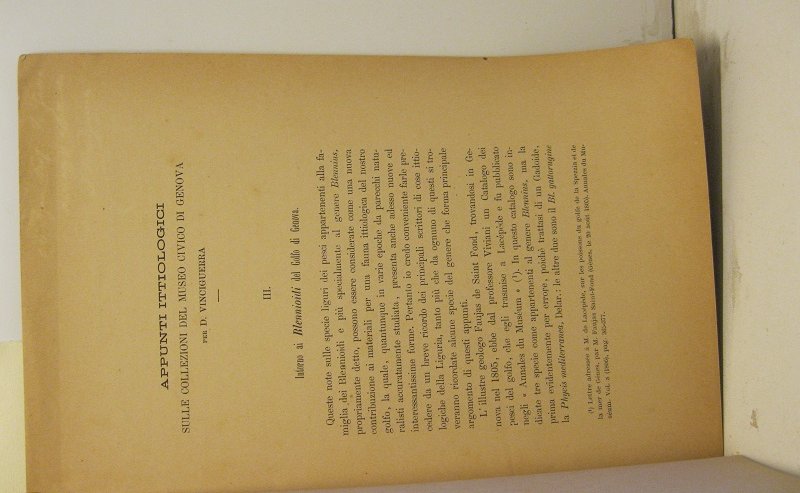 APPUNTI ITTIOLOGICI
SULLE COLLEZIONI DEL MUSEO CIVICO DI GENOVA
PER D. VINCIGUERRA
III.
Intorno ai Blennioidi del Golfo di Genova.
Queste note sulle specie liguri dei pesci appartenenti alla fa-
miglia dei Blennioidi e più specialmente al genere Blennius,
propriamente detto, possono essere considerate come una nuova
contribuzione ai materiali per una fauna ittiologica del nostro
golfo, la quale, quantunque in varie epoche da parecchi natu-
ralisti accuratamente studiata, presenta anche adesso nuove ed
interessantissime forme. Pertanto io credo conveniente farle pre-
cedere da un breve ricordo dei principali scrittori di cose ittio-
logiche della Liguria, tanto più che da ognuno di questi si tro-
veranno ricordate alcune specie del genere che forma principale
argomento di questi appunti.
L' illustre geologo Faujas de Saint Fond, trovandosi in Ge-
nova nel 1805, ebbe dal professore Viviani un Catalogo dei
pesci del golfo, che egli trasmise a Lacépède e fu pubblicato
negli « Annales du Muséum » (¹). In questo catalogo sono in-
dicate tre specie come appartenenti al genere Blennius, ma la
prima evidentemente per errore, poichè trattasi di un Gadoide,
la Phycis mediterranea, Delar.: le altre due sono il Bl. gattorugine
(¹) Lettre adressée à M. de Lacépède, sur les poissons du golfe de la Spezzia et de
la mer de Gênes, par M. Faujas Saint-Fond (Gênes, le 20 août 1805). Annales du Mu-
séum. Vol. 8 (1806), pag. 365-371.